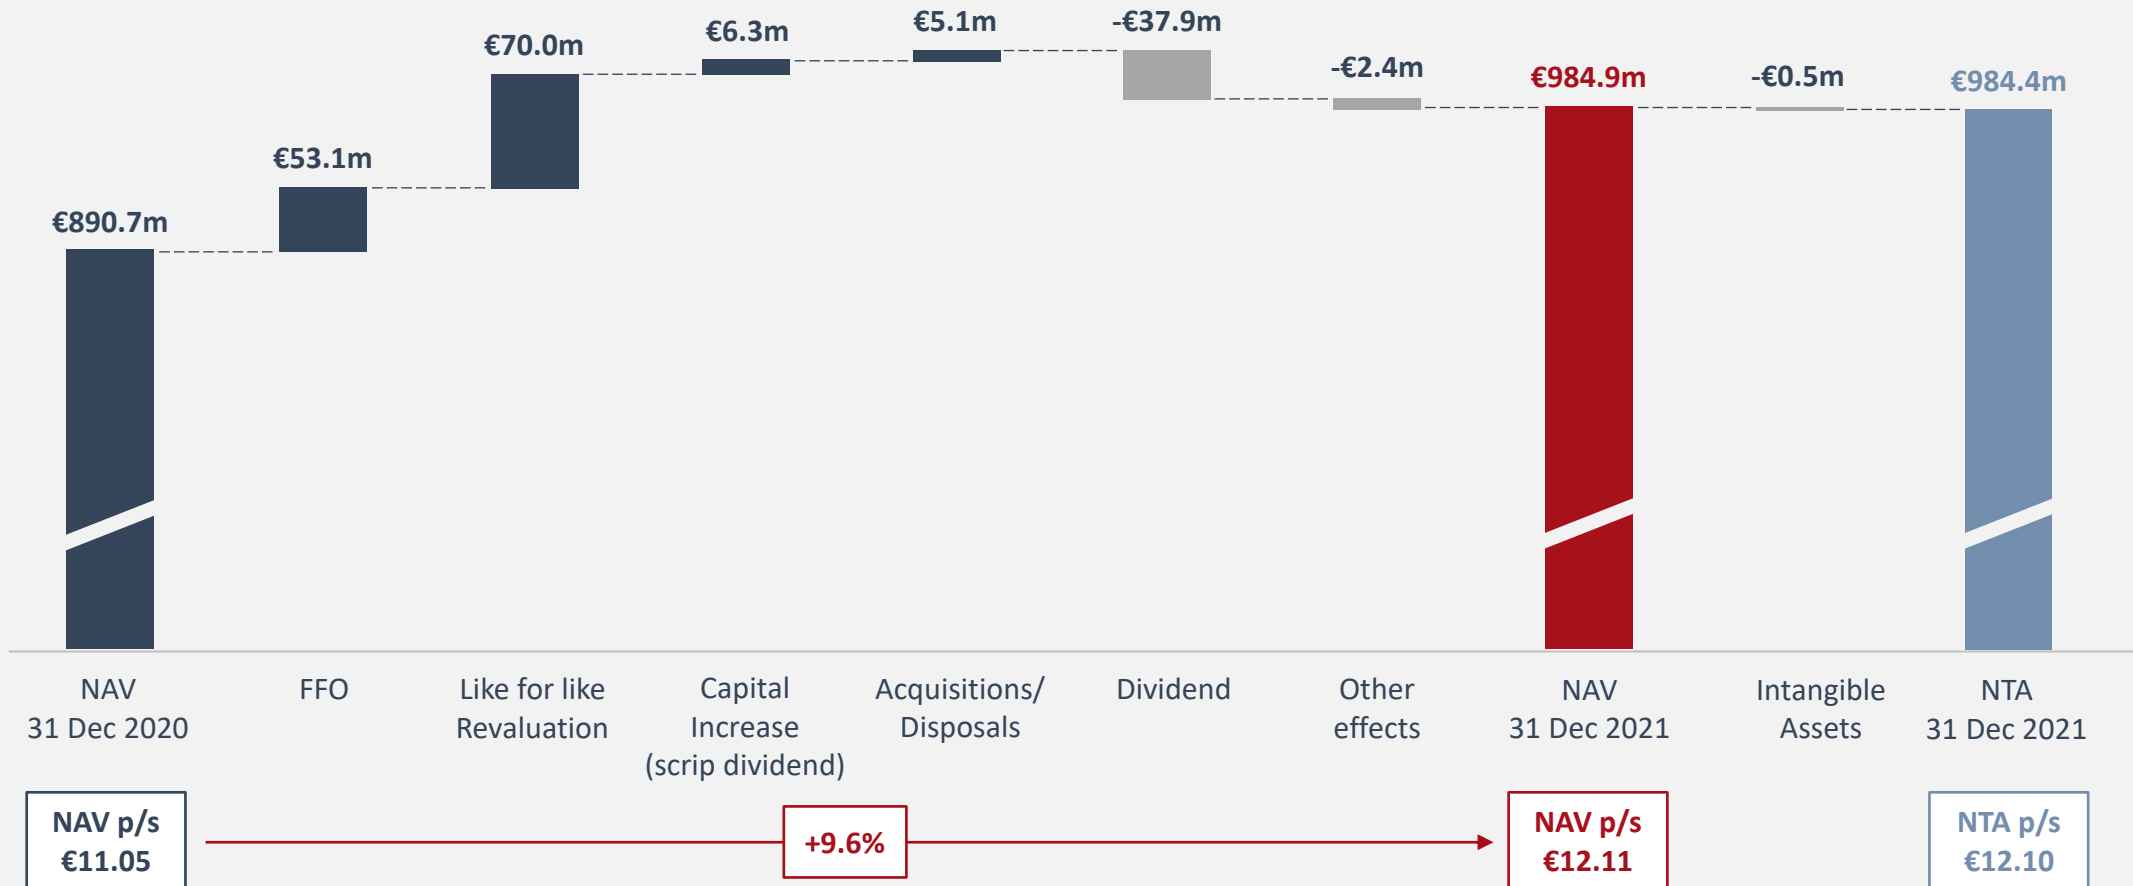 €890.7m
€53.1m
€70.0m
€6.3m
€5.1m
-€37.9m
-€2.4m
€984.9m
-€0.5m
€984.4m
NAV
31 Dec 2020
FFO
Like for like
Revaluation
Capital
Increase
(scrip dividend)
Acquisitions/
Disposals
Dividend
Other
effects
NAV
31 Dec 2021
Intangible
Assets
NTA
31 Dec 2021
NAV p/s
€11.05
+9.6%
NAV p/s
€12.11
NTA p/s
€12.10